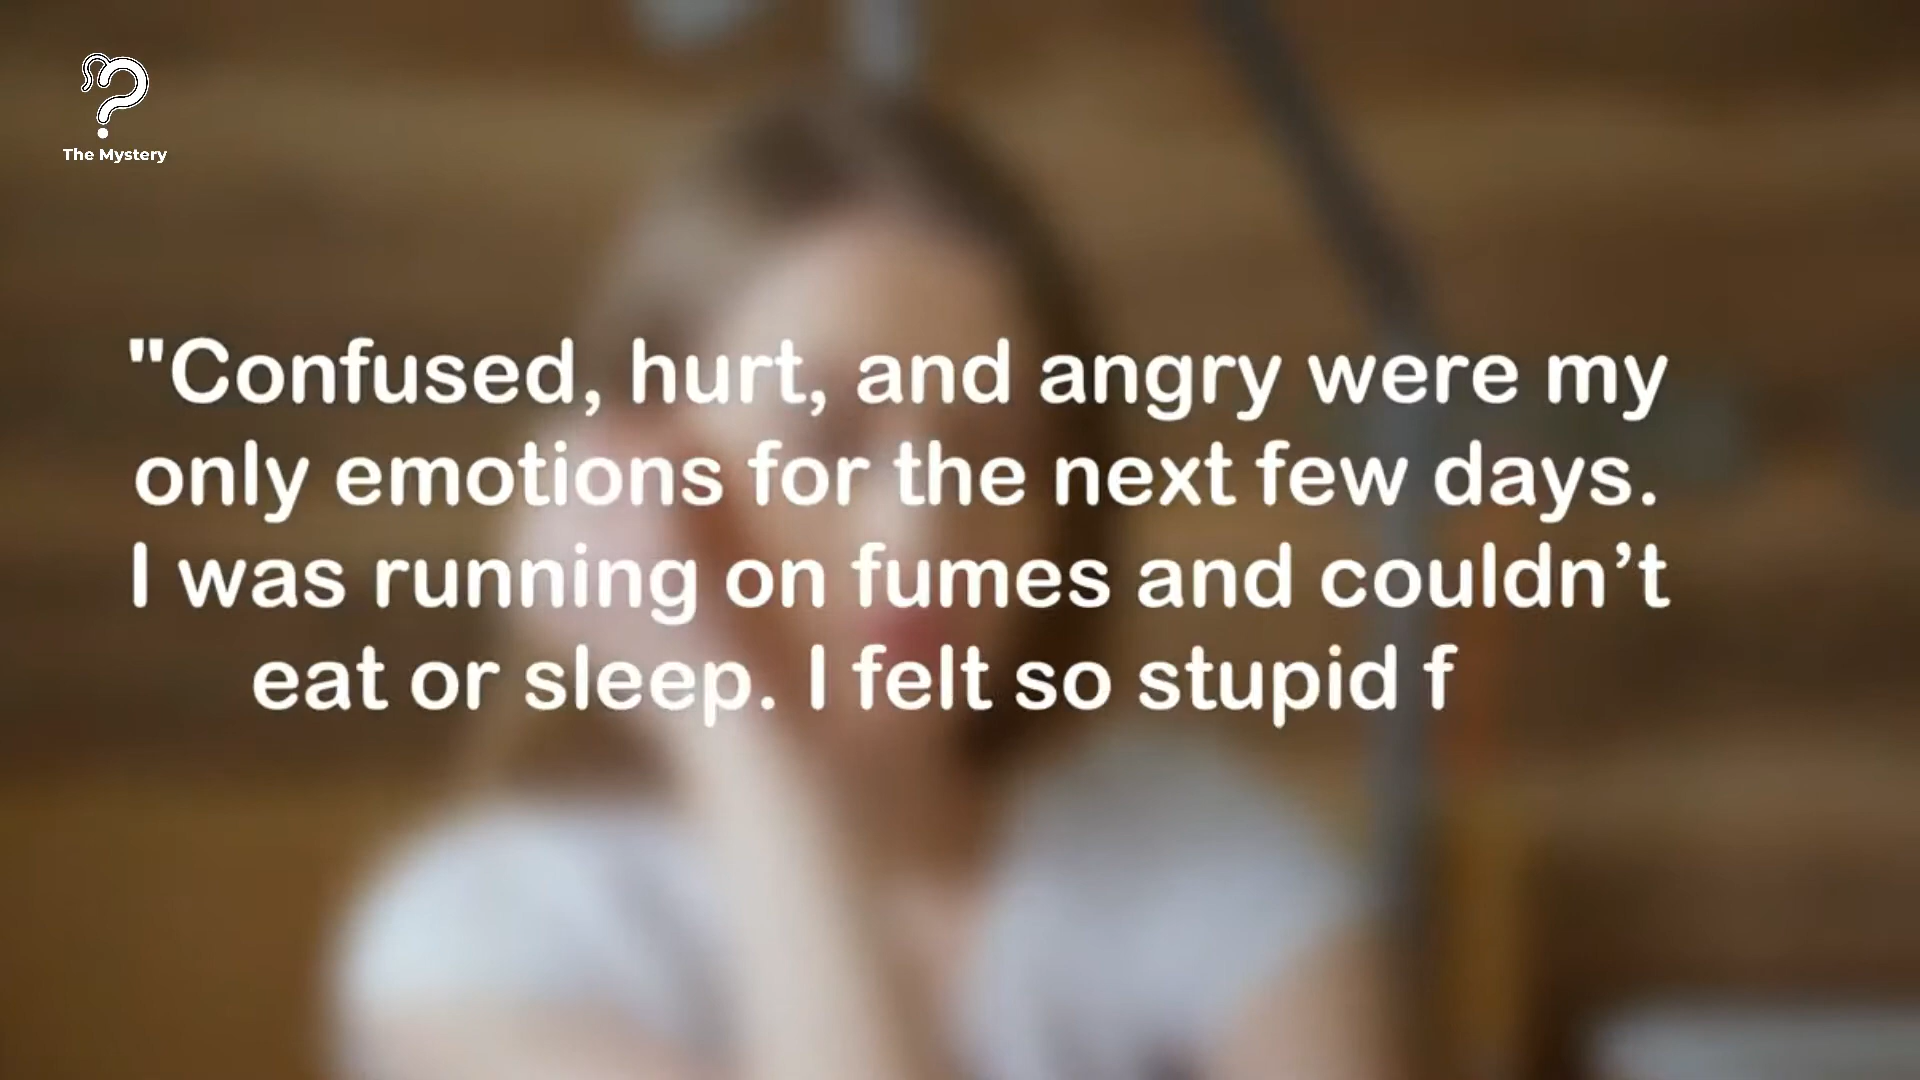 The Mystery
"Confused, hurt, and angry were my
only emotions for the next few days.
I was running on fumes and couldn’t
eat or sleep. I felt so stupid f